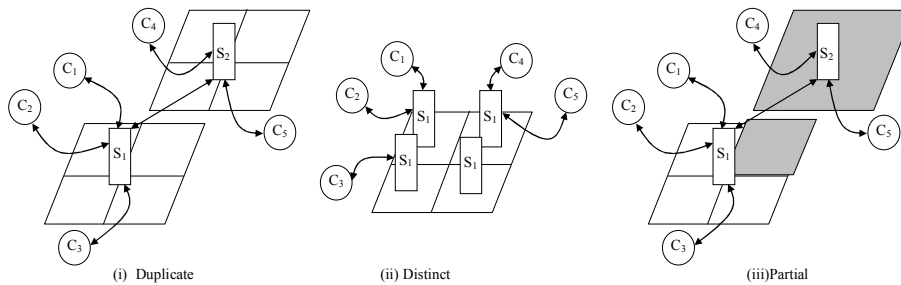 C4
S2
C1
C2
C5
S1
C3
(i) Duplicate
C1
C4
C2
C5
S1
S1
S1
S1
C3
(ii) Distinct
C4
S2
C1
C2
C5
S1
C3
(iii)Partial